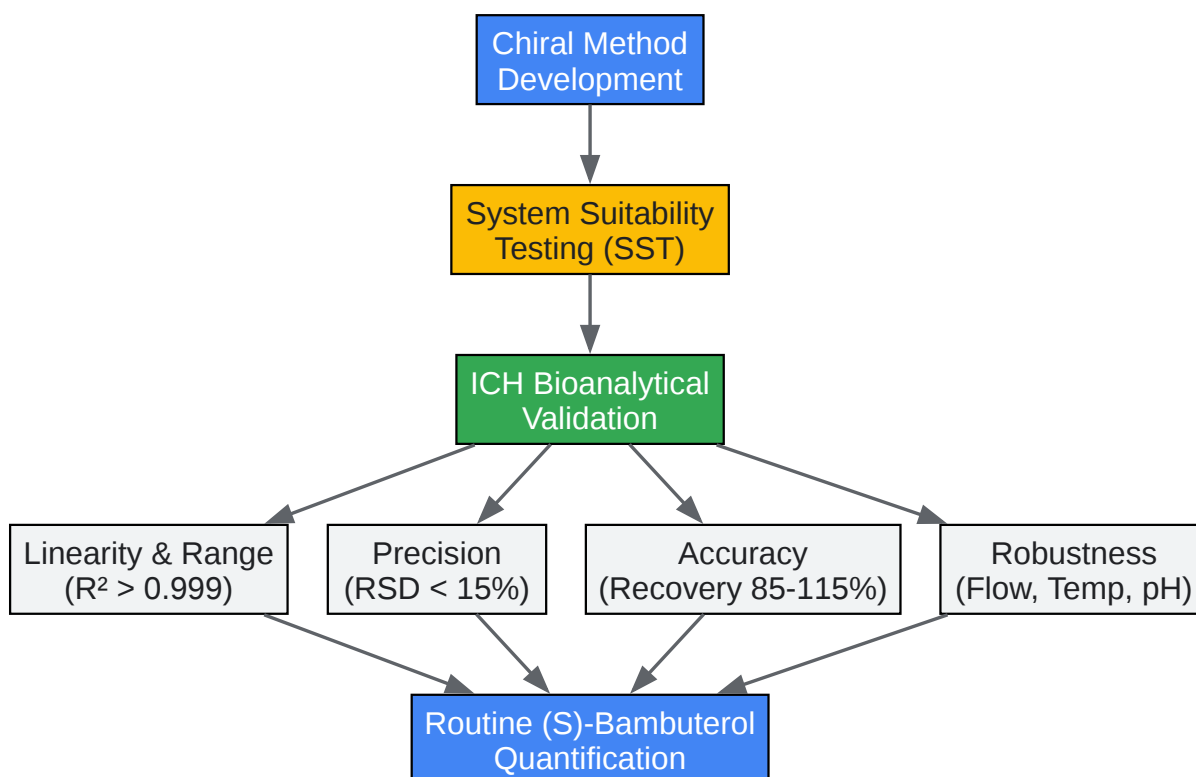 Chiral Method
Development
System Suitability
Testing (SST)
ICH Bioanalytical
Validation
Linearity & Range
(R² > 0.999)
Precision
(RSD < 15%)
Accuracy
(Recovery 85-115%)
Robustness
(Flow, Temp, pH)
Routine (S)-Bambuterol
Quantification